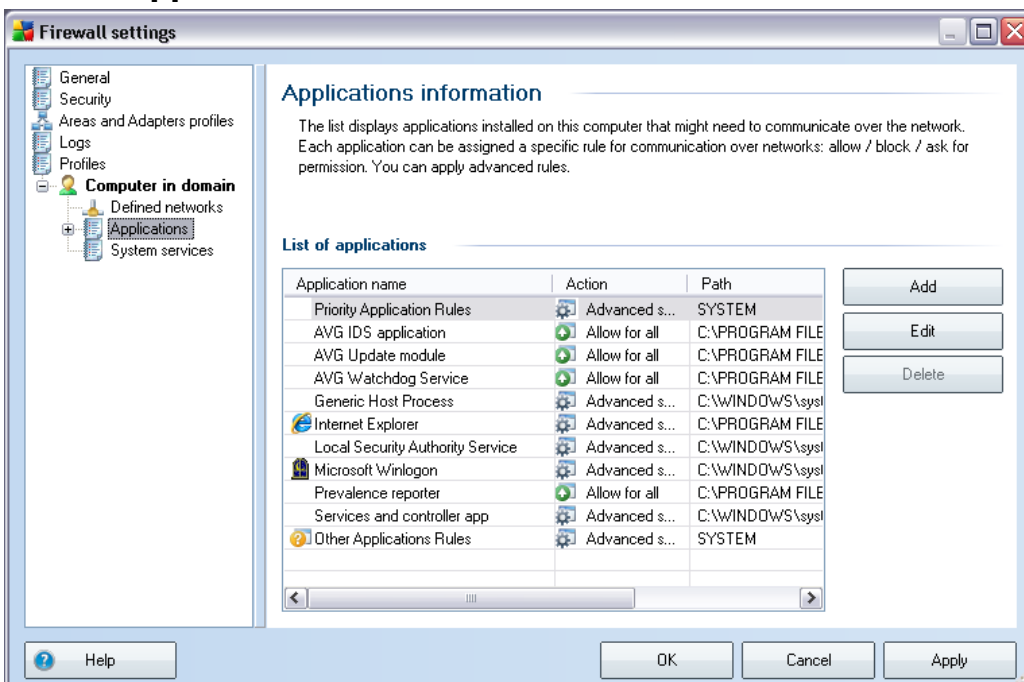 Firewall settings
General
Security
Areas and Adapters profiles
Logs
Profiles
Computer in domain
Defined networks
Applications
System services
Applications information
The list displays applications installed on this computer that might need to communicate over the network.
Each application can be assigned a specific rule for communication over networks: allow / block / ask for
permission. You can apply advanced rules.
List of applications
Application name Action Path
Priority Application Rules Advanced s... SYSTEM
AVG IDS application Allow for all C:\PROGRAM FILE
AVG Update module Allow for all C:\PROGRAM FILE
AVG Watchdog Service Allow for all C:\PROGRAM FILE
Generic Host Process Advanced s... C:\WINDOWS\syst
Internet Explorer Advanced s... C:\PROGRAM FILE
Local Security Authority Service Advanced s... C:\WINDOWS\syst
Microsoft Winlogon Advanced s... C:\WINDOWS\syst
Prevalence reporter Allow for all C:\PROGRAM FILE
Services and controller app Advanced s... C:\WINDOWS\syst
Other Applications Rules Advanced s... SYSTEM
Add
Edit
Delete
Help
OK
Cancel
Apply